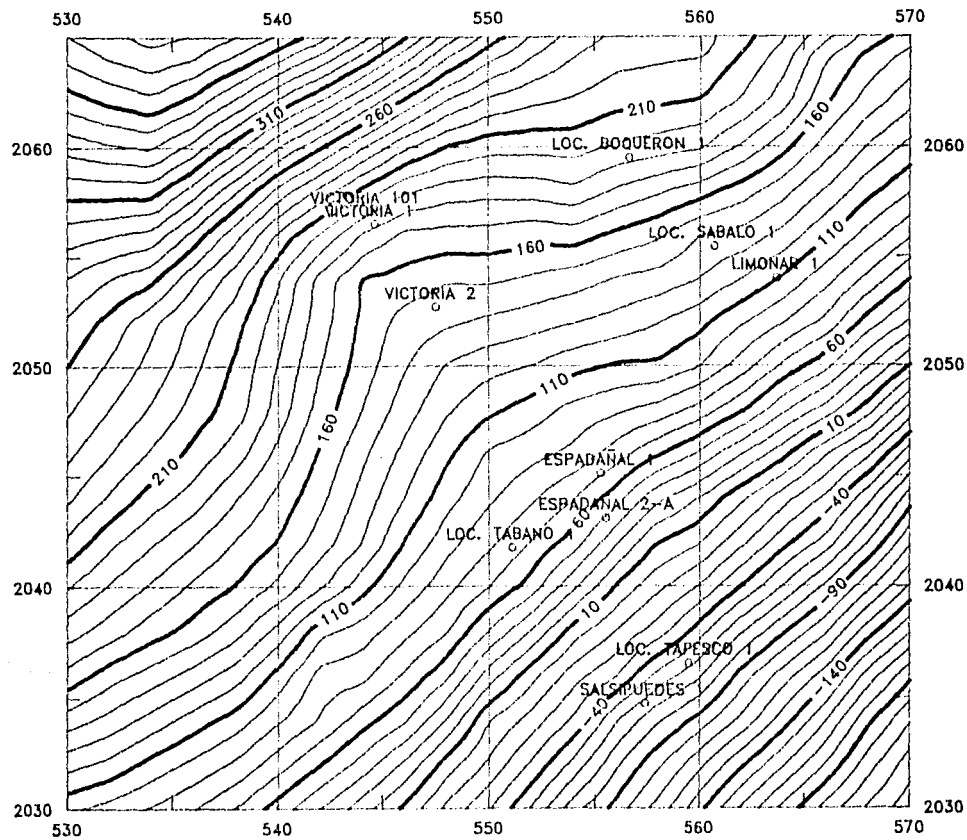 530 540 550 560 570
310
260
210
160
2060 2060
LOC. BOQUERON 1
VICTORIA 101
VICTORIA 1
160
LOC. SABALO 1
110
LIMONAR 1
VICTORIA 2
60
2050 2050
110
160
10
210
ESPADAÑAL 1
-40
ESPADAÑAL 2-A
60
LOC. TABANO 1
2040 2040
110
10
-90
LOC. TAPESCO 1
-140
SALSIPUEDES
-40
2030 2030
530 540 550 560 570